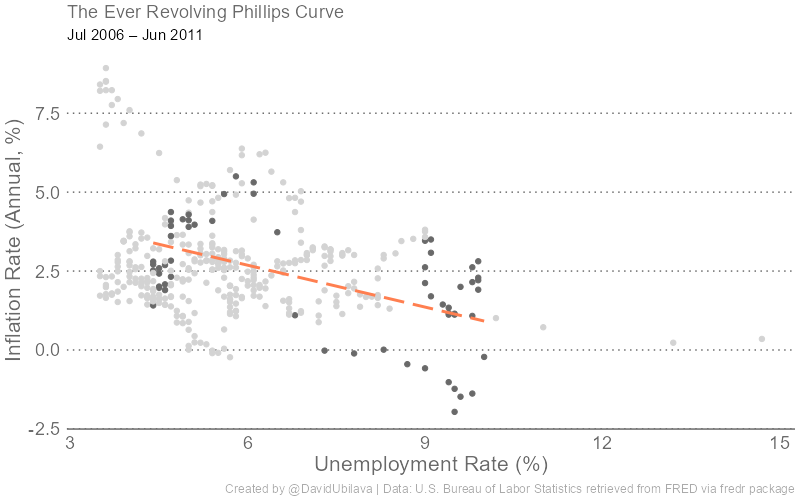 The Ever Revolving Phillips Curve
Jul 2006 – Jun 2011
Inflation Rate (Annual, %)
7.5
5.0
2.5
0.0
-2.5
3 6 9 12 15
Unemployment Rate (%)
Created by @DavidUbilava | Data: U.S. Bureau of Labor Statistics retrieved from FRED via fredr package